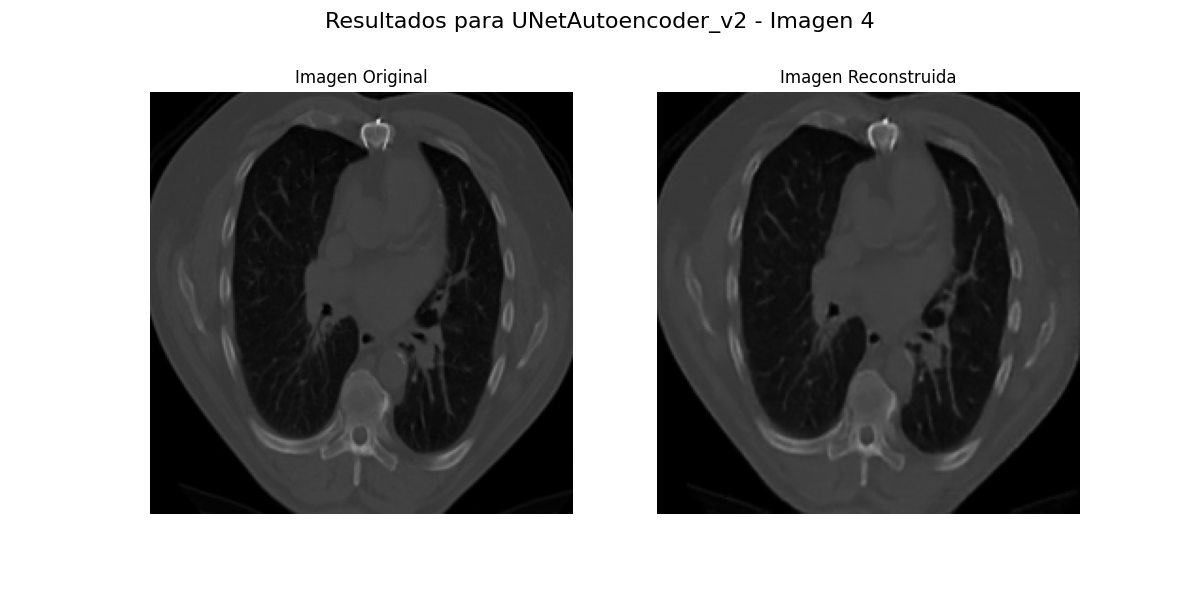 Resultados para UNetAutoencoder_v2 - Imagen 4
Imagen Original
Imagen Reconstruida